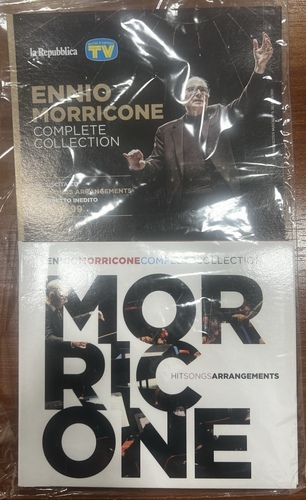 la Repubblica
TV
ENNIO
MORRICONE
COMPLETE
COLLECTION
ARRANGEMENTS
INEDITO
ENNIOMORRICONECOMPLETECOLLECTION
MOR
RIC
ONE
HITSONGSARRANGEMENTS